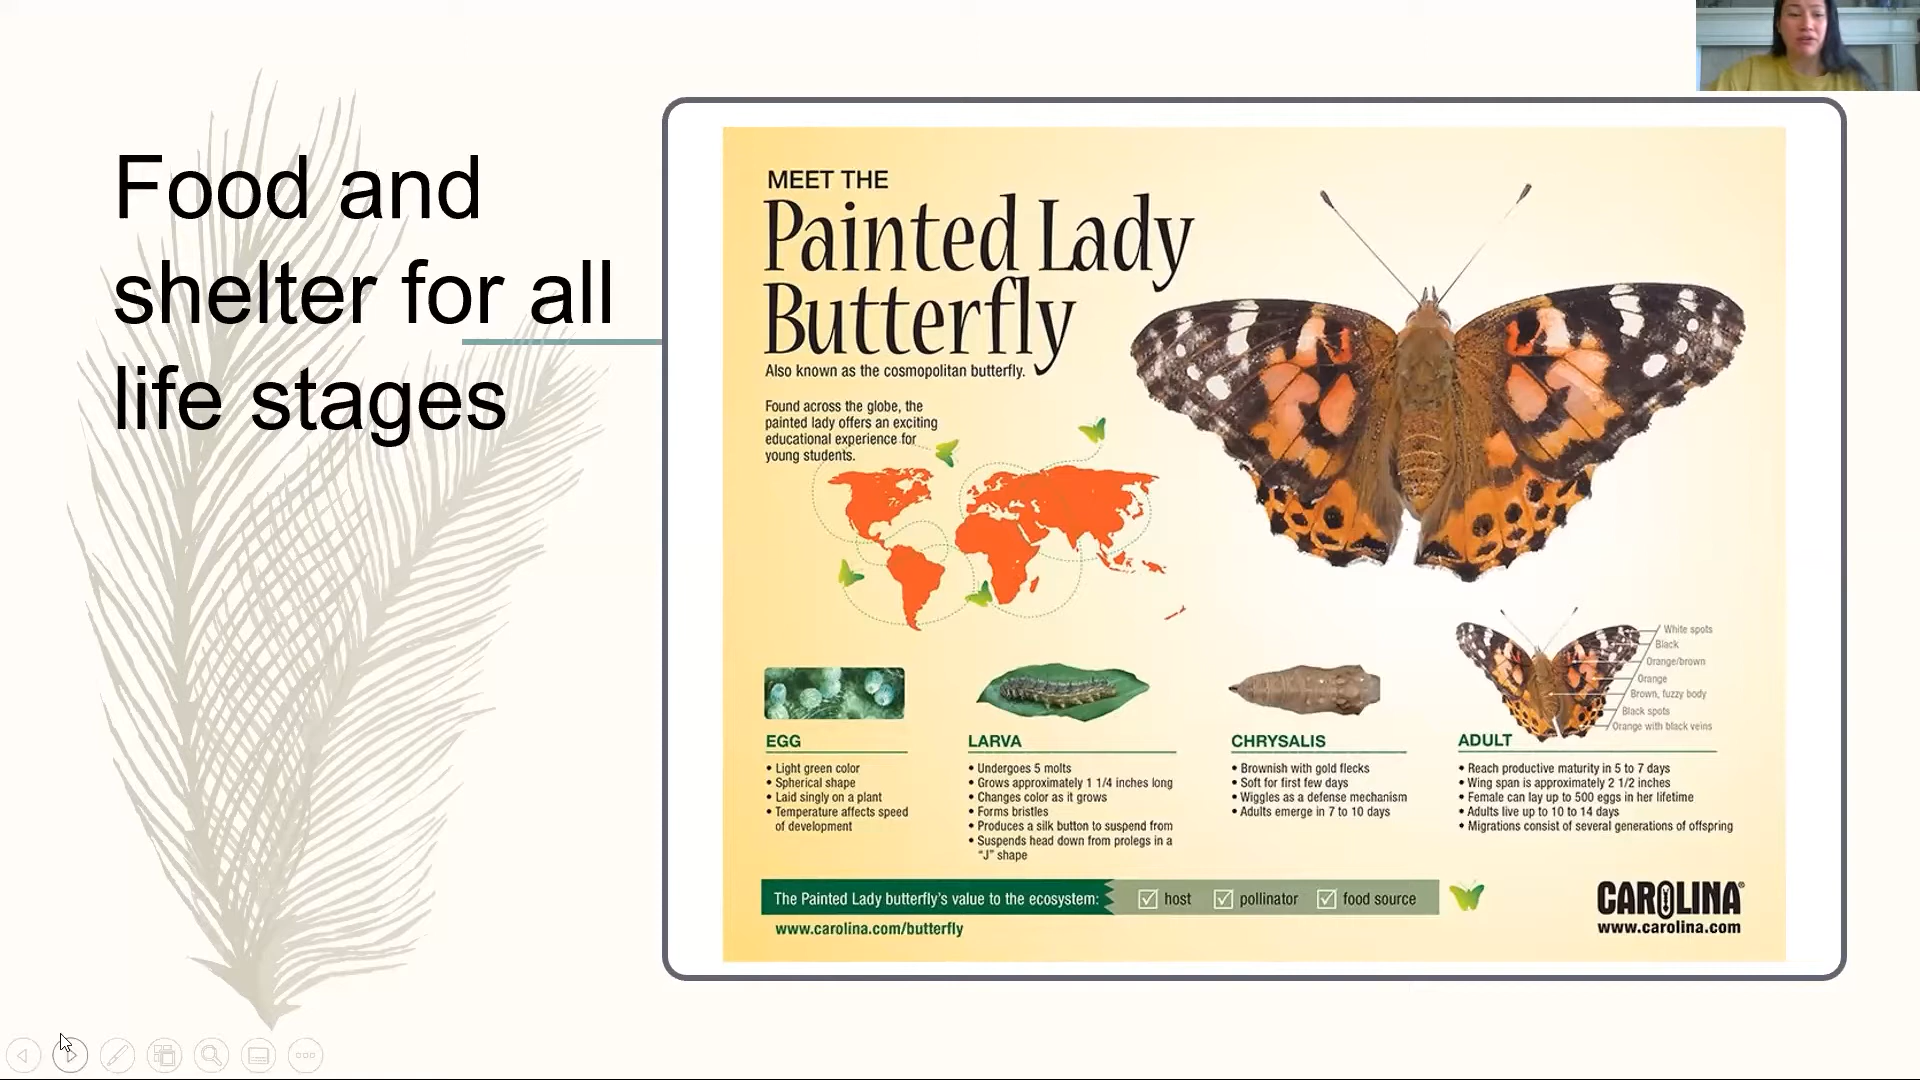 Food and
shelter for all
life stages
MEET THE
Painted Lady
Butterfly
Also known as the cosmopolitan butterfly.
Found across the globe, the
painted lady offers an exciting
educational experience for
young students.
White spots
Black
Orange/brown
Orange
Brown, fuzzy body
Black spots
Orange with black veins
EGG
• Light green color
• Spherical shape
• Laid singly on a plant
• Temperature affects speed
of development
LARVA
• Undergoes 5 molts
• Grows approximately 1 1/4 inches long
• Changes color as it grows
• Forms bristles
• Produces a silk button to suspend from
• Suspends head down from prolegs in a
“J” shape
CHRYSALIS
• Brownish with gold flecks
• Soft for first few days
• Wiggles as a defense mechanism
• Adults emerge in 7 to 10 days
ADULT
• Reach productive maturity in 5 to 7 days
• Wing span is approximately 2 1/2 inches
• Female can lay up to 500 eggs in her lifetime
• Adults live up to 10 to 14 days
• Migrations consist of several generations of offspring
The Painted Lady butterfly’s value to the ecosystem: host pollinator food source
www.carolina.com/butterfly
CAROLINA®
www.carolina.com